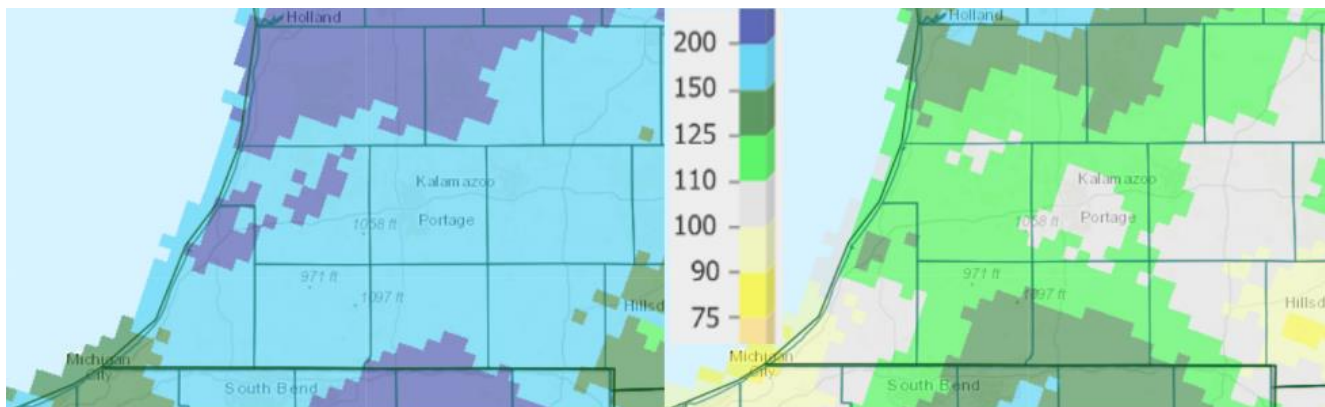 Holland
Kalamazoo
1058 ft
Portage
971 ft
1097 ft
Hillsd
Michigan
City
South Bend
200
150
125
110
100
90
75
Holland
Kalamazoo
1058 ft
Portage
971 ft
1097 ft
Hillsd
Michigan
City
South Bend